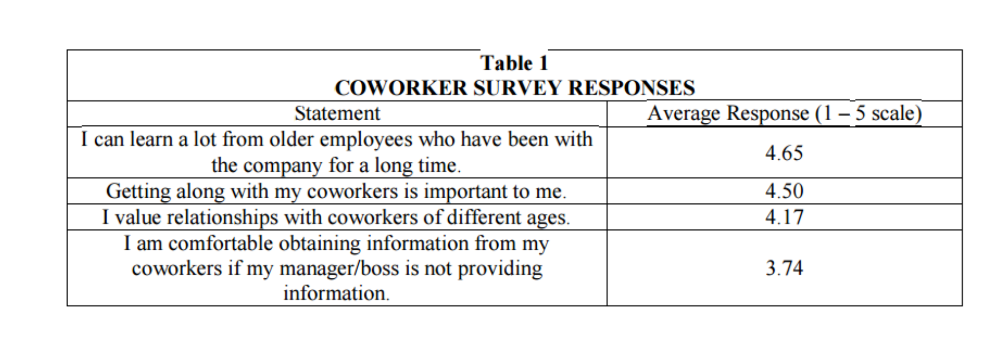 Table 1
COWORKER SURVEY RESPONSES
Statement
Average Response (1 – 5 scale)
I can learn a lot from older employees who have been with
the company for a long time.
4.65
Getting along with my coworkers is important to me.
4.50
I value relationships with coworkers of different ages.
4.17
I am comfortable obtaining information from my
coworkers if my manager/boss is not providing
information.
3.74